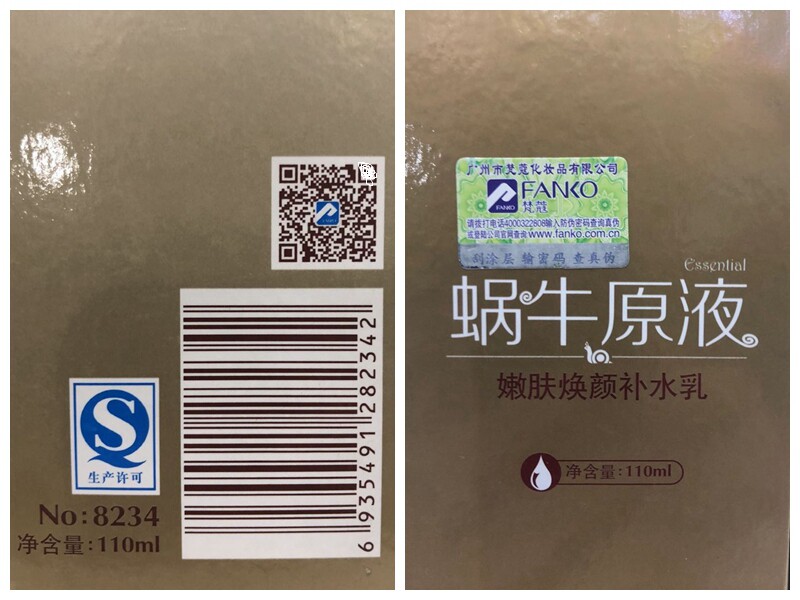 生产许可
No:8234
净含量:110ml
6 935491 282342
广州市梵蔻化妆品有限公司
FANKO
FANKO
梵蔻
请拨打电话4000322808输入防伪密码查询真伪
或登陆公司官网查询www.fanko.com.cn
刮涂层 输密码 查真伪
Essential
蜗牛原液
嫩肤焕颜补水乳
净含量:110ml